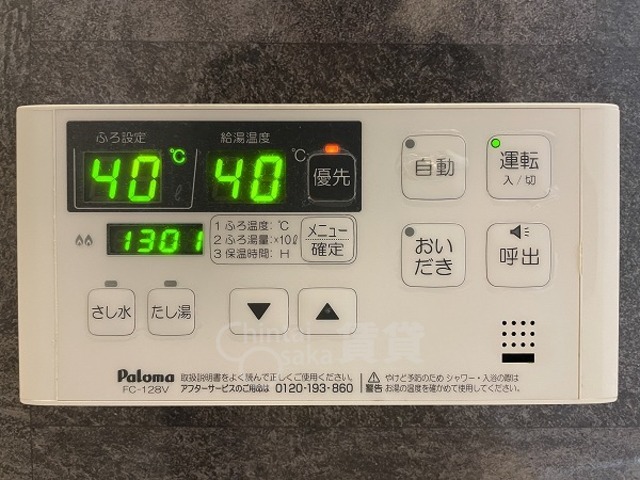 ふろ設定 給湯温度
40℃ ℓ 40℃ 優先
自動 運転
入/切
1301
1 ふろ温度:℃
2 ふろ湯量:×10ℓ
3 保温時間: H
メニュー
確定
おい
だき
呼出
さし水 たし湯 ▼ ▲
Chintai
Osaka 賃貸
Paloma
FC-128V
取扱説明書をよく読んで正しくご使用ください。
アフターサービスのご用命は 0120-193-860
警告
やけど予防のため シャワー・入浴の際は
お湯の温度を確かめて使用してください。